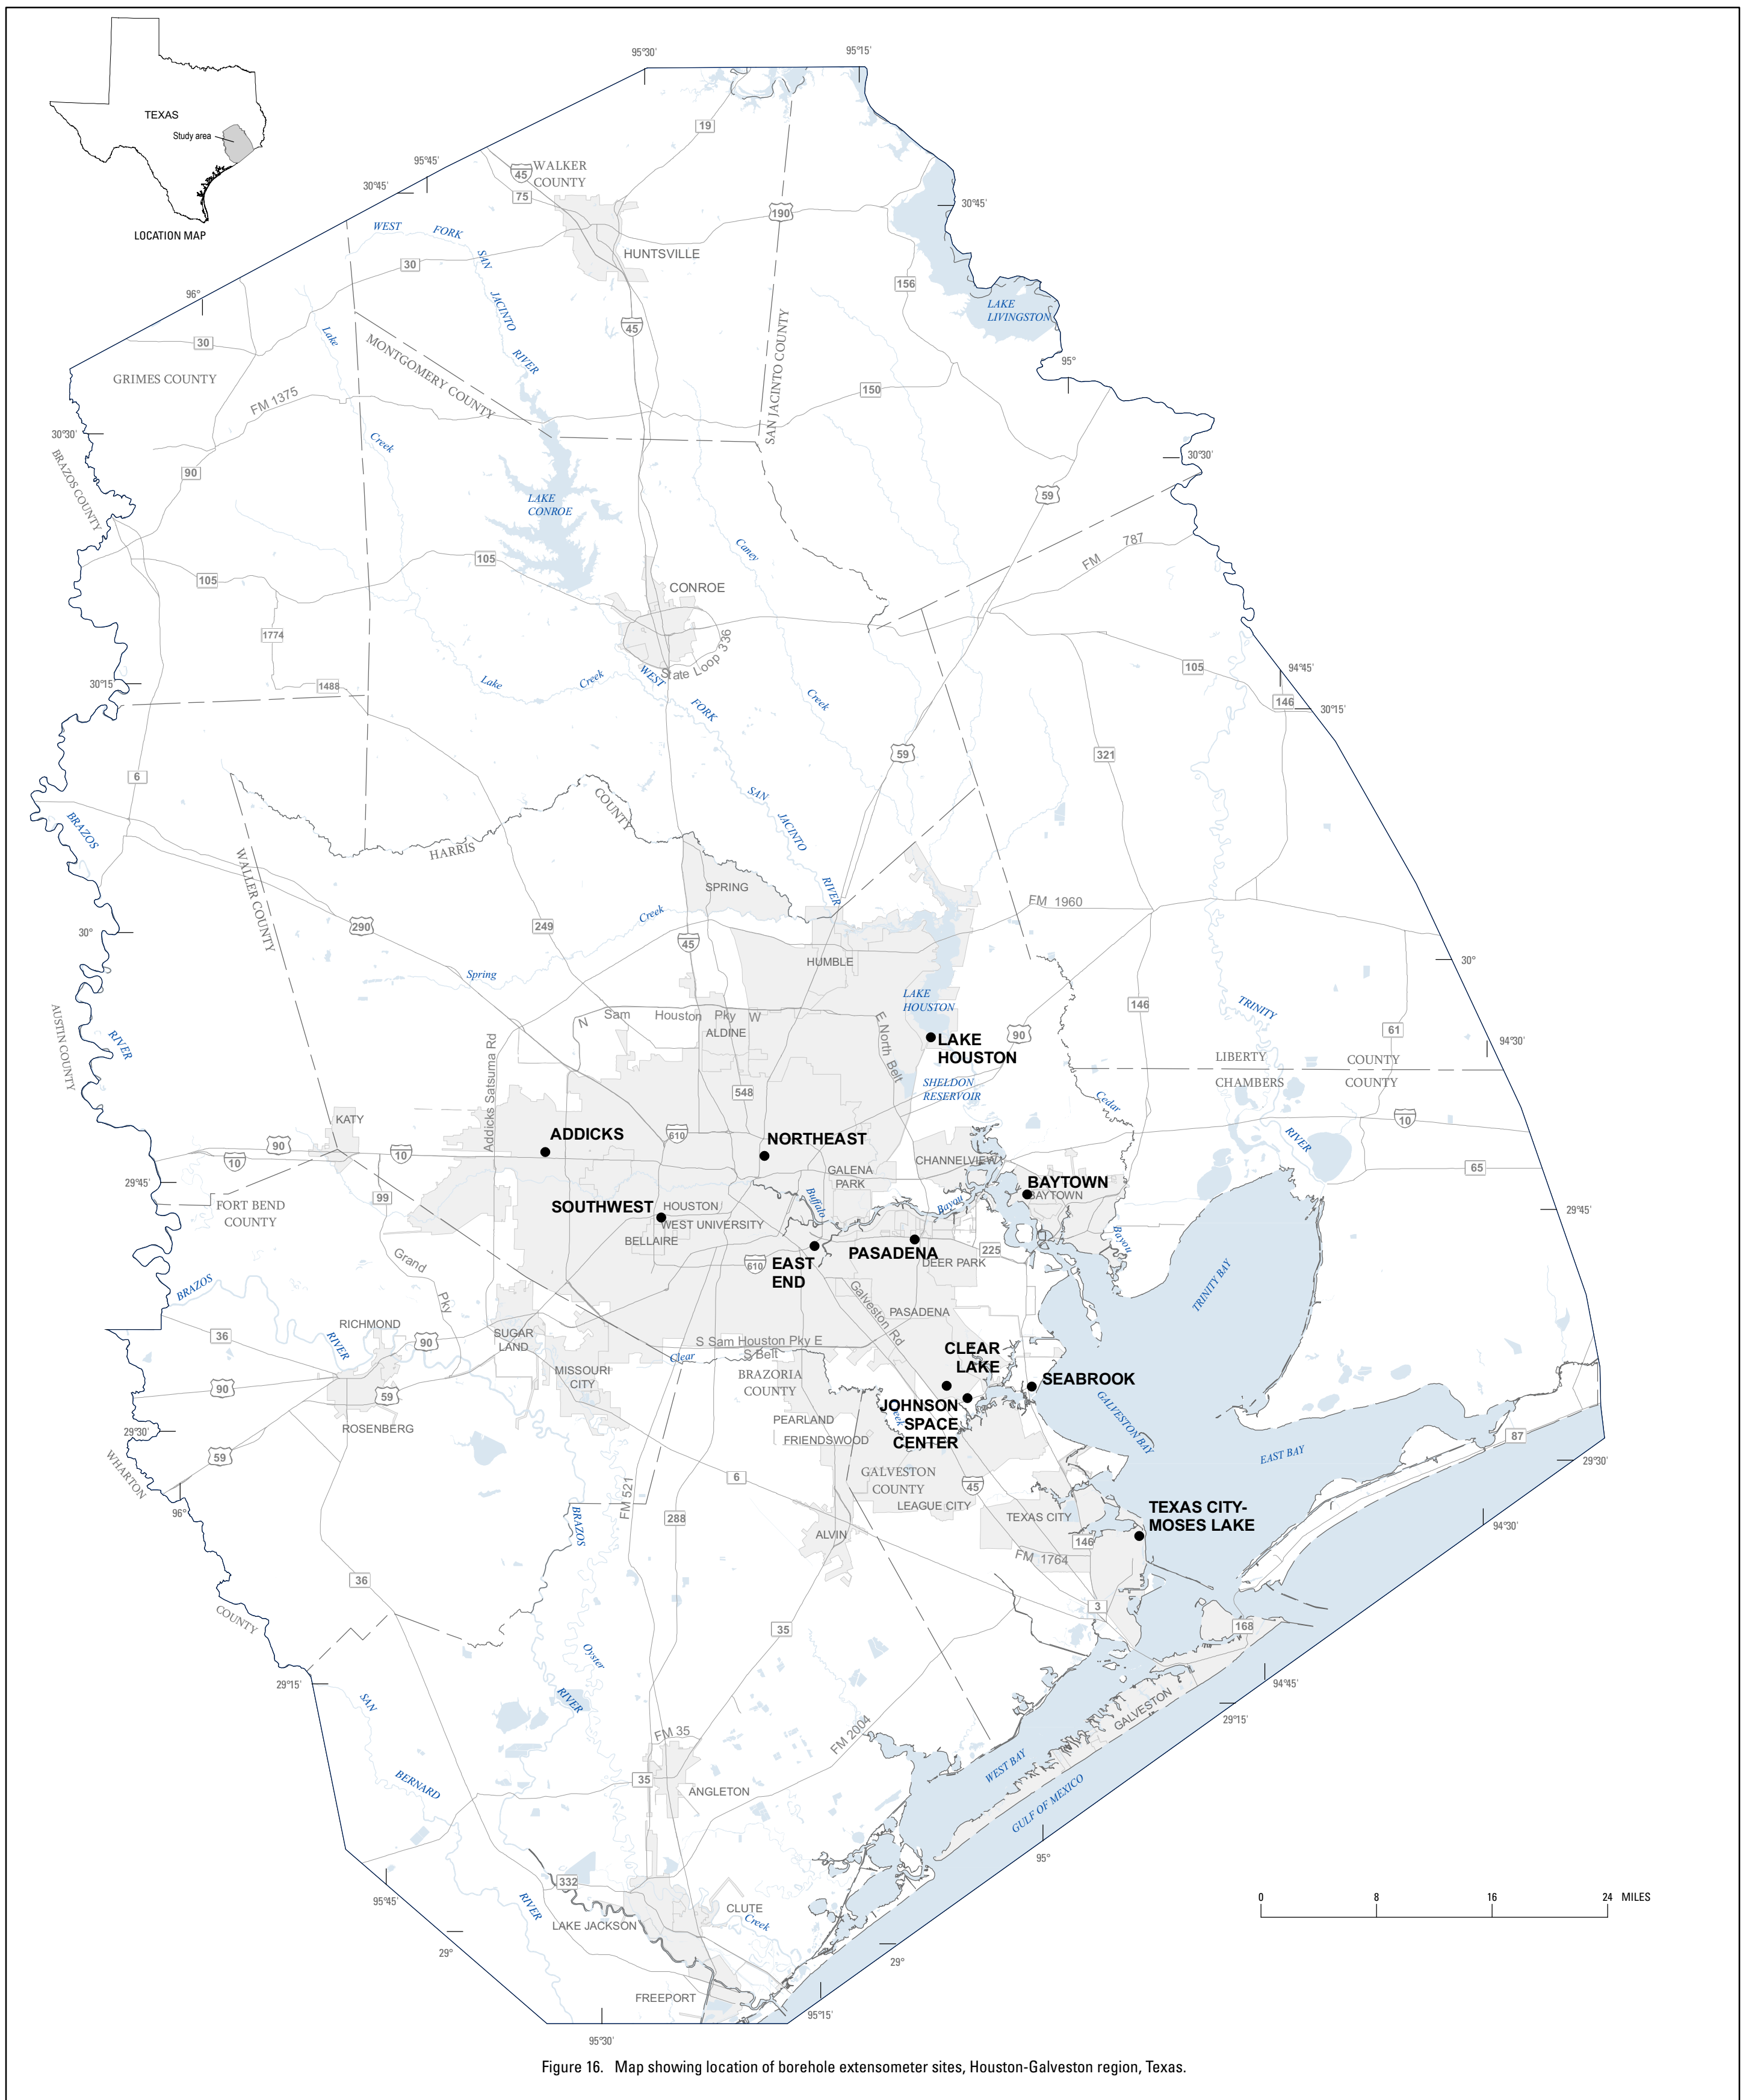 95°30'
95°15'
TEXAS
Study area
LOCATION MAP
19
95°45'
30°45'
45
WALKER
COUNTY
75
190
30°45'
WEST FORK SAN JACINTO RIVER
HUNTSVILLE
30
156
96°
LAKE
LIVINGSTON
45
Lake
30
MONTGOMERY COUNTY
SAN JACINTO COUNTY
95°
GRIMES COUNTY
150
FM 1375
30°30'
Creek
30°30'
BRAZOS COUNTY
90
59
LAKE
CONROE
787
FM
Caney
105
105
CONROE
1774
State Loop 336
105
94°45'
30°15'
1488
Lake
Creek
WEST
FORK
Creek
146
30°15'
59
321
6
SAN
JACINTO
RIVER
BRAZOS
COUNTY
HARRIS
WALLER COUNTY
SPRING
FM 1960
30°
290
249
Creek
45
HUMBLE
30°
Spring
LAKE
HOUSTON
146
TRINITY
AUSTIN COUNTY
RIVER
N
Sam
Houston
Pky
W
ALDINE
E North Belt
90
61
94°30'
LAKE
HOUSTON
Addicks Satsuma Rd
LIBERTY
COUNTY
CHAMBERS
COUNTY
SHELDON
RESERVOIR
548
Cedar
KATY
10
ADDICKS
610
NORTHEAST
RIVER
90
10
10
CHANNELVIEW
GALENA
PARK
65
29°45'
BAYTOWN
BAYTOWN
99
FORT BEND
COUNTY
SOUTHWEST
HOUSTON
Buffalo
Bayou
29°45'
WEST UNIVERSITY
BELLAIRE
Bayou
PASADENA
225
610
EAST
END
DEER PARK
Grand
TRINITY BAY
BRAZOS
Pky
Galveston Rd
PASADENA
RICHMOND
36
RIVER
90
SUGAR
LAND
S Sam Houston Pky E
S Belt
CLEAR
LAKE
Clear
MISSOURI
CITY
BRAZORIA
COUNTY
SEABROOK
90
59
JOHNSON
SPACE
CENTER
GALVESTON BAY
PEARLAND
ROSENBERG
29°30'
FRIENDSWOOD
87
EAST BAY
59
29°30'
WHARTON
GALVESTON
COUNTY
6
45
96°
FM 521
LEAGUE CITY
TEXAS CITY-
MOSES LAKE
BRAZOS
288
TEXAS CITY
94°30'
ALVIN
146
FM 1764
36
3
COUNTY
35
168
Oyster
29°15'
94°45'
SAN
RIVER
GALVESTON
29°15'
FM 35
FM 2004
WEST BAY
BERNARD
35
ANGLETON
GULF OF MEXICO
95°
332
95°45'
RIVER
CLUTE
Creek
LAKE JACKSON
0 8 16 24 MILES
29°
29°
FREEPORT
95°15'
95°30'
Figure 16. Map showing location of borehole extensometer sites, Houston-Galveston region, Texas.